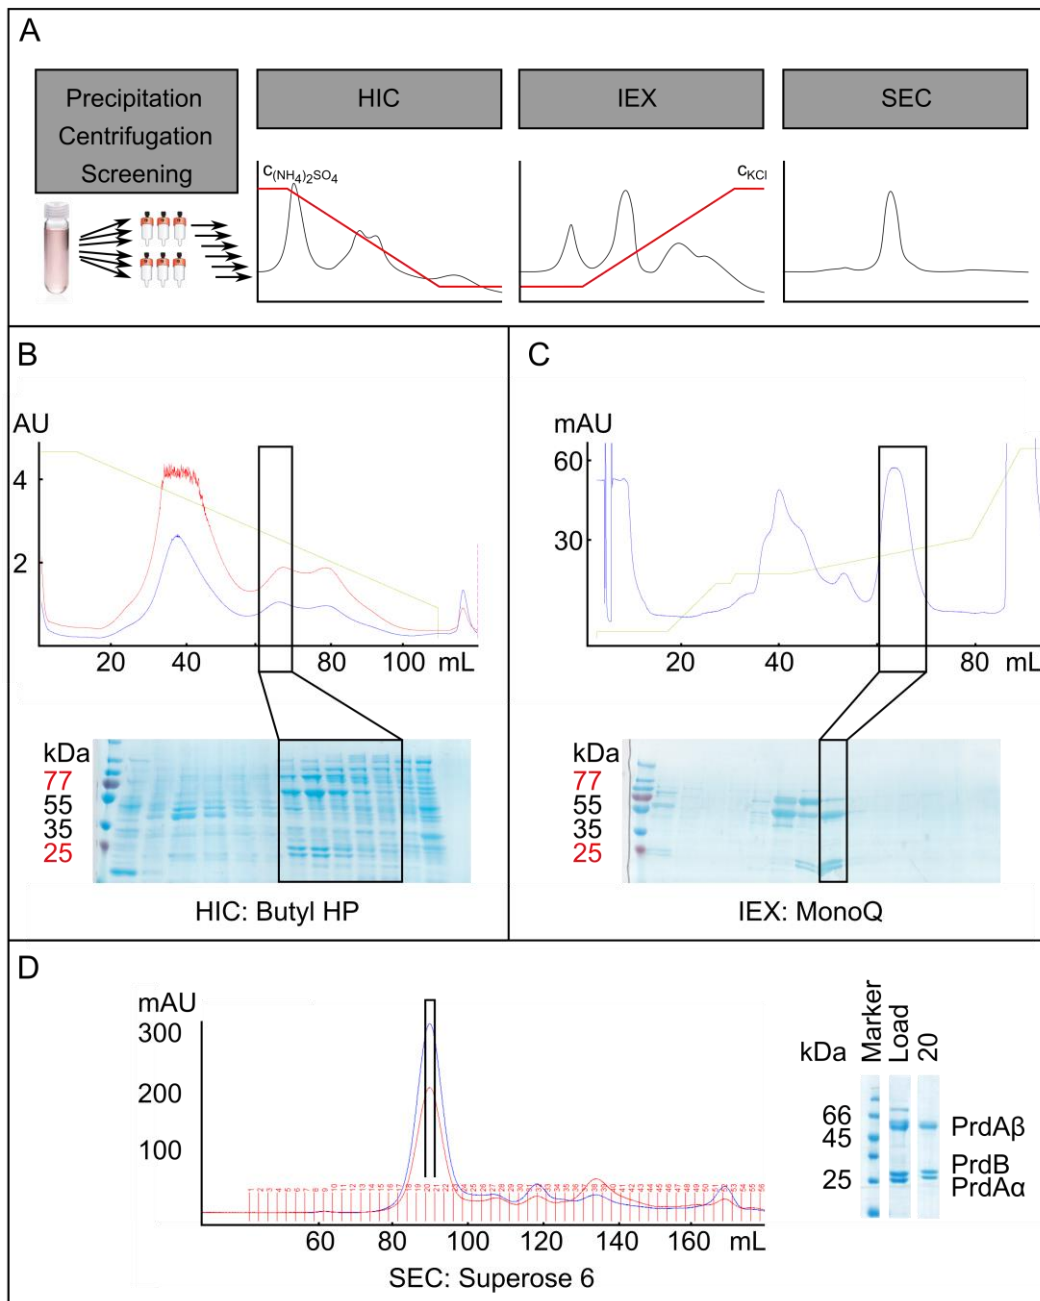 A
Precipitation
Centrifugation
Screening
HIC
IEX
SEC
c(NH4)2SO4
cKCl
B
AU
4
2
20 40 60 80 100 mL
kDa
77
55
35
25
HIC: Butyl HP
C
mAU
60
30
20 40 80 mL
kDa
77
55
35
25
IEX: MonoQ
D
mAU
300
200
100
60 80 100 120 140 160 mL
SEC: Superose 6
kDa
Marker
Load
20
66
45
25
PrdAβ
PrdB
PrdAα